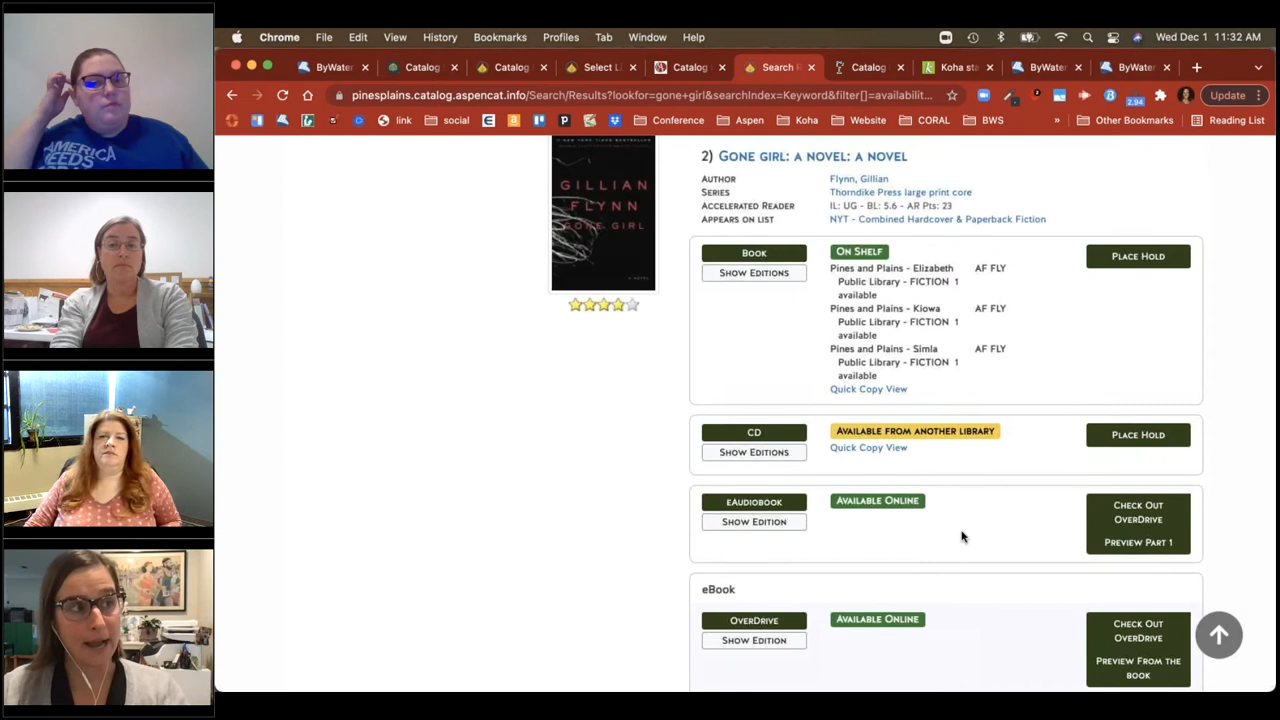 Chrome File Edit View History Bookmarks Profiles Tab Window Help
Wed Dec 1 11:32 AM
ByWater Catalog Catalog Select Li Catalog Search R Catalog Koha sta ByWater ByWater
pinesplains.catalog.aspencat.info/Search/Results?lookfor=gone+girl&searchIndex=Keyword&filter[]=availabilit...
2.94
Update
link social Conference Aspen Koha Website CORAL BWS » Other Bookmarks Reading List
AMERICA
NEEDS
GILLIAN
FLYNN
GONE GIRL
2) GONE GIRL: A NOVEL: A NOVEL
AUTHOR Flynn, Gillian
SERIES Thorndike Press large print core
ACCELERATED READER IL: UG - BL: 5.6 - AR Pts: 23
APPEARS ON LIST NYT - Combined Hardcover & Paperback Fiction
BOOK
SHOW EDITIONS
ON SHELF
Pines and Plains - Elizabeth AF FLY
Public Library - FICTION 1
available
Pines and Plains - Kiowa AF FLY
Public Library - FICTION 1
available
Pines and Plains - Simla AF FLY
Public Library - FICTION 1
available
Quick Copy View
PLACE HOLD
CD
SHOW EDITIONS
AVAILABLE FROM ANOTHER LIBRARY
Quick Copy View
PLACE HOLD
EAUDIOBOOK
SHOW EDITION
AVAILABLE ONLINE
CHECK OUT
OVERDRIVE
PREVIEW PART 1
eBook
OVERDRIVE
SHOW EDITION
AVAILABLE ONLINE
CHECK OUT
OVERDRIVE
PREVIEW FROM THE
BOOK